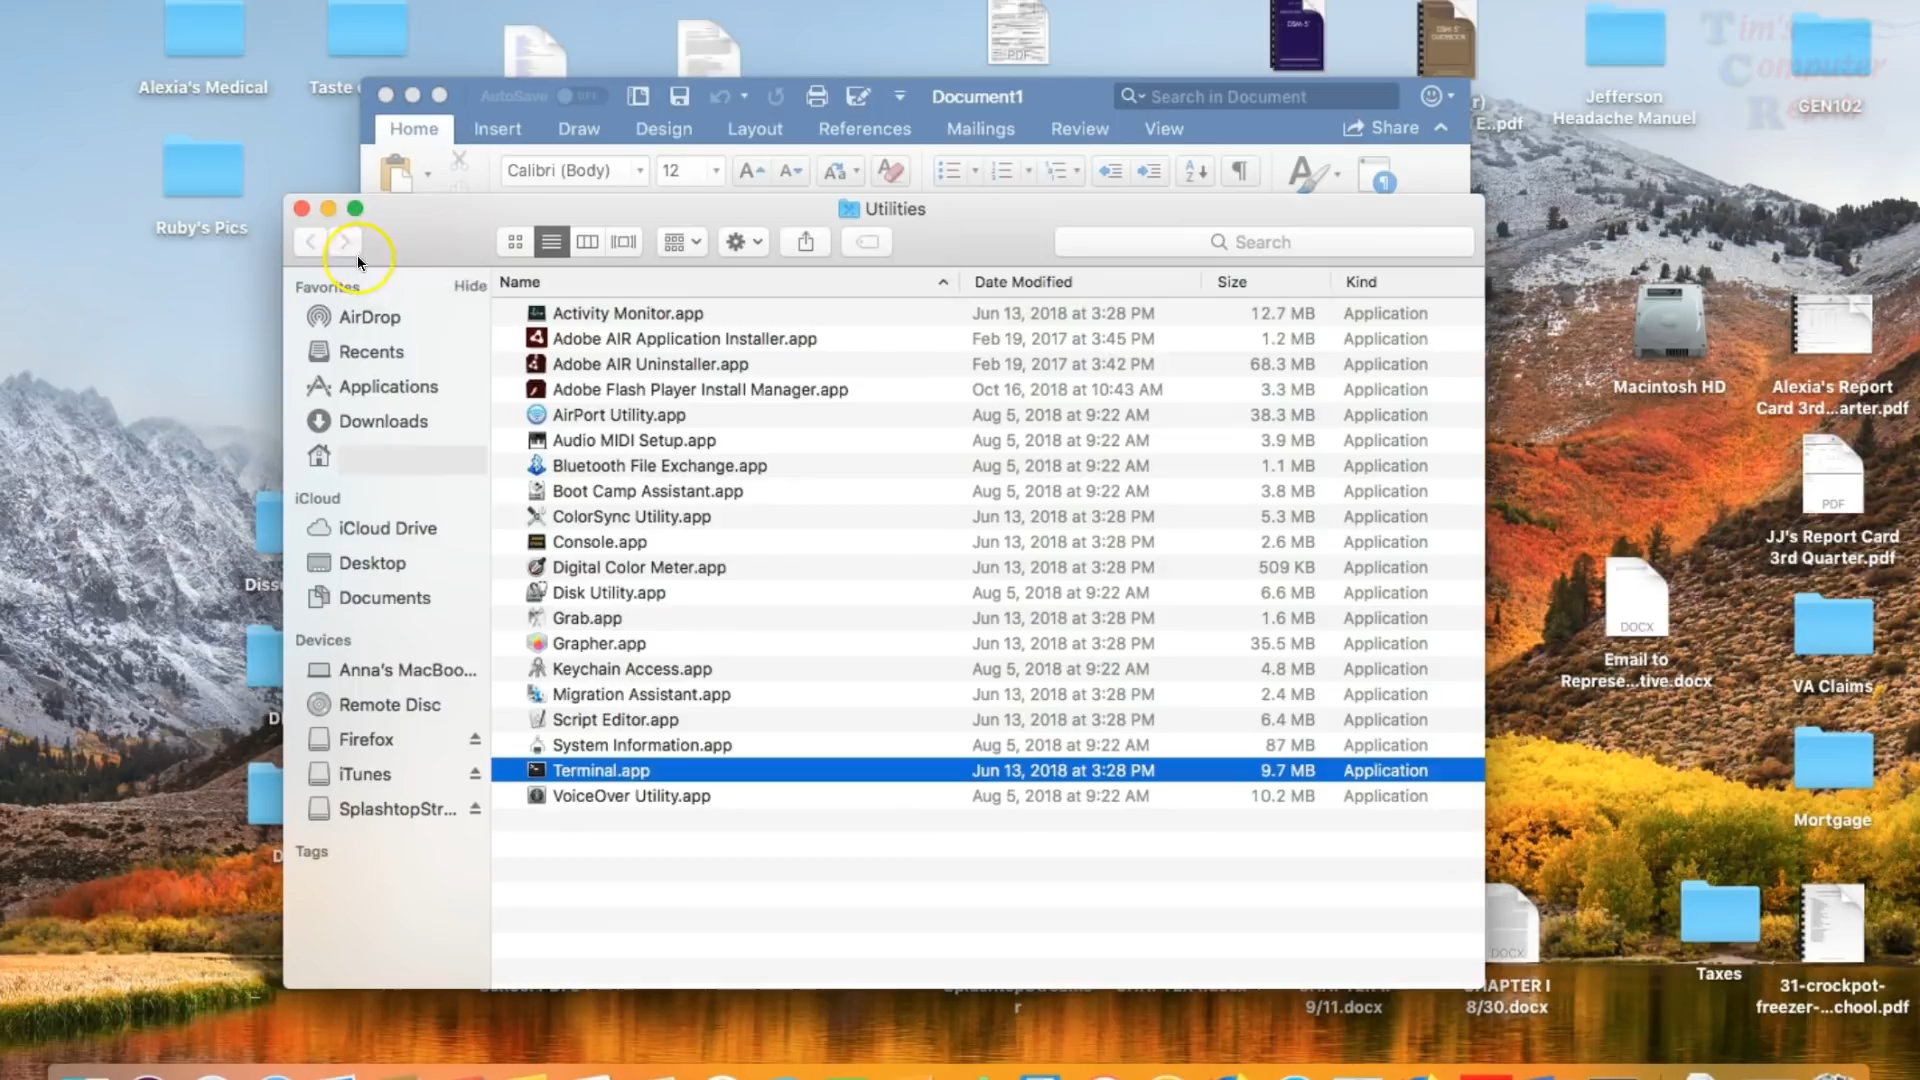 Alexia's Medical
Taste
Tim's
Computer
R
PDF
DSM-5
Jefferson
Headache Manuel
GEN102
E..pdf
AutoSave OFF
Document1
Search in Document
Home Insert Draw Design Layout References Mailings Review View Share
Calibri (Body) 12
Ruby's Pics
Utilities
Search
Favorites Hide
AirDrop
Recents
Applications
Downloads
iCloud
iCloud Drive
Desktop
Documents
Devices
Anna's MacBoo...
Remote Disc
Firefox
iTunes
SplashtopStr...
Tags
Name Date Modified Size Kind
Activity Monitor.app Jun 13, 2018 at 3:28 PM 12.7 MB Application
Adobe AIR Application Installer.app Feb 19, 2017 at 3:45 PM 1.2 MB Application
Adobe AIR Uninstaller.app Feb 19, 2017 at 3:42 PM 68.3 MB Application
Adobe Flash Player Install Manager.app Oct 16, 2018 at 10:43 AM 3.3 MB Application
AirPort Utility.app Aug 5, 2018 at 9:22 AM 38.3 MB Application
Audio MIDI Setup.app Aug 5, 2018 at 9:22 AM 3.9 MB Application
Bluetooth File Exchange.app Aug 5, 2018 at 9:22 AM 1.1 MB Application
Boot Camp Assistant.app Aug 5, 2018 at 9:22 AM 3.8 MB Application
ColorSync Utility.app Jun 13, 2018 at 3:28 PM 5.3 MB Application
Console.app Jun 13, 2018 at 3:28 PM 2.6 MB Application
Digital Color Meter.app Jun 13, 2018 at 3:28 PM 509 KB Application
Disk Utility.app Aug 5, 2018 at 9:22 AM 6.6 MB Application
Grab.app Jun 13, 2018 at 3:28 PM 1.6 MB Application
Grapher.app Jun 13, 2018 at 3:28 PM 35.5 MB Application
Keychain Access.app Aug 5, 2018 at 9:22 AM 4.8 MB Application
Migration Assistant.app Jun 13, 2018 at 3:28 PM 2.4 MB Application
Script Editor.app Jun 13, 2018 at 3:28 PM 6.4 MB Application
System Information.app Aug 5, 2018 at 9:22 AM 87 MB Application
Terminal.app Jun 13, 2018 at 3:28 PM 9.7 MB Application
VoiceOver Utility.app Aug 5, 2018 at 9:22 AM 10.2 MB Application
Macintosh HD
Alexia's Report
Card 3rd...arter.pdf
PDF
JJ's Report Card
3rd Quarter.pdf
DOCX
Email to
Represe...tive.docx
VA Claims
Mortgage
DOCX
Taxes
HAPTER I
8/30.docx
9/11.docx
31-crockpot-
freezer-...chool.pdf